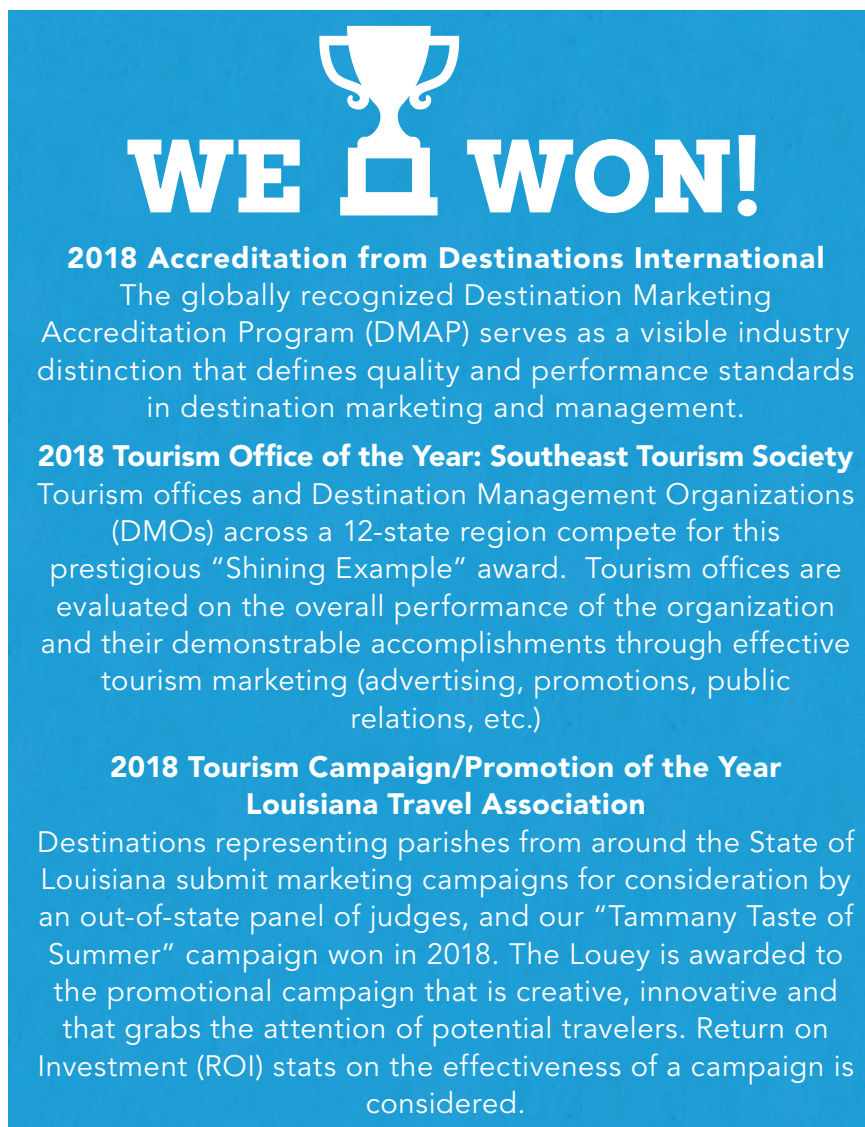 WE WON!
2018 Accreditation from Destinations International
The globally recognized Destination Marketing
Accreditation Program (DMAP) serves as a visible industry
distinction that defines quality and performance standards
in destination marketing and management.
2018 Tourism Office of the Year: Southeast Tourism Society
Tourism offices and Destination Management Organizations
(DMOs) across a 12-state region compete for this
prestigious “Shining Example” award.  Tourism offices are
evaluated on the overall performance of the organization
and their demonstrable accomplishments through effective
tourism marketing (advertising, promotions, public
relations, etc.)
2018 Tourism Campaign/Promotion of the Year
Louisiana Travel Association
Destinations representing parishes from around the State of
Louisiana submit marketing campaigns for consideration by
an out-of-state panel of judges, and our “Tammany Taste of
Summer” campaign won in 2018. The Louey is awarded to
the promotional campaign that is creative, innovative and
that grabs the attention of potential travelers. Return on
Investment (ROI) stats on the effectiveness of a campaign is
considered.